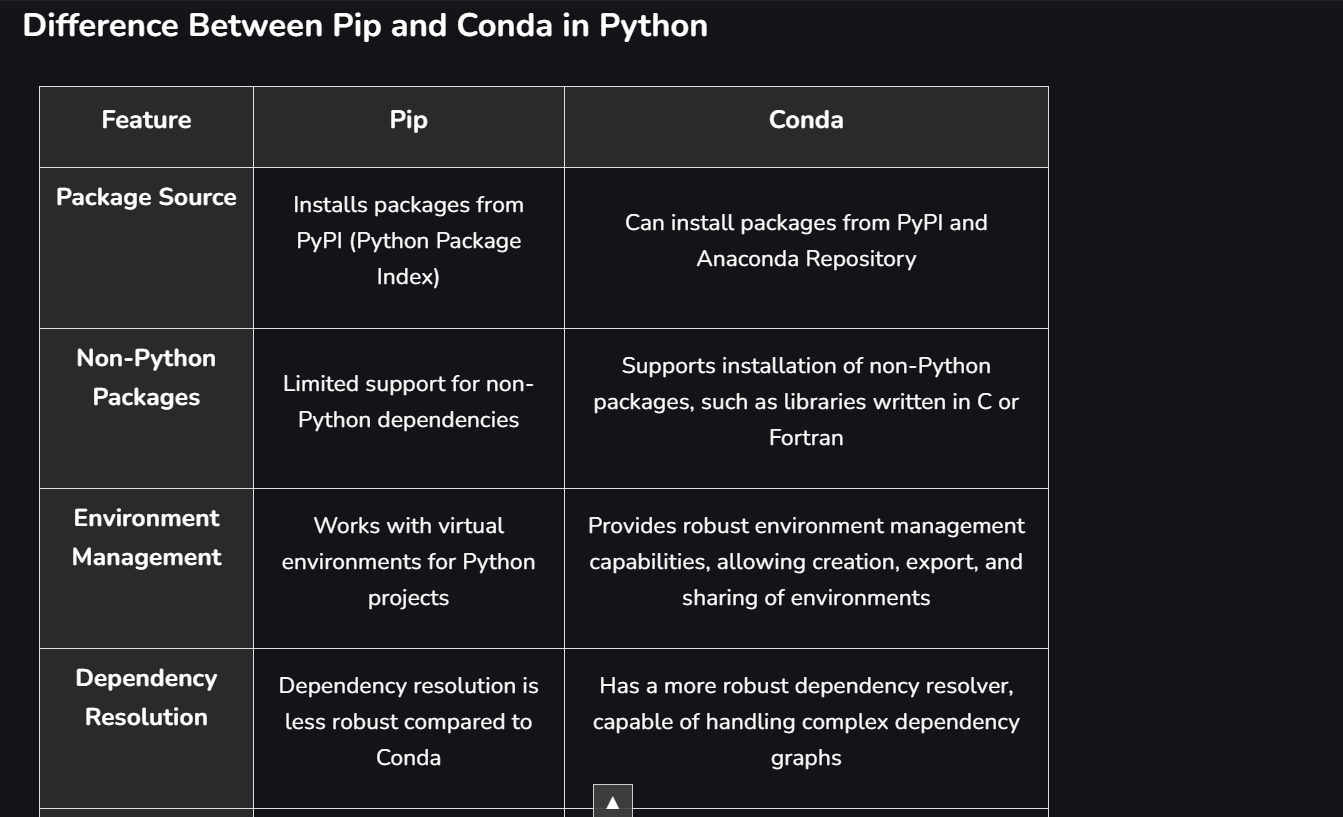 Difference Between Pip and Conda in Python
Feature
Pip
Conda
Package Source
Installs packages from
PyPI (Python Package
Index)
Can install packages from PyPI and
Anaconda Repository
Non-Python
Packages
Limited support for non-
Python dependencies
Supports installation of non-Python
packages, such as libraries written in C or
Fortran
Environment
Management
Works with virtual
environments for Python
projects
Provides robust environment management
capabilities, allowing creation, export, and
sharing of environments
Dependency
Resolution
Dependency resolution is
less robust compared to
Conda
Has a more robust dependency resolver,
capable of handling complex dependency
graphs